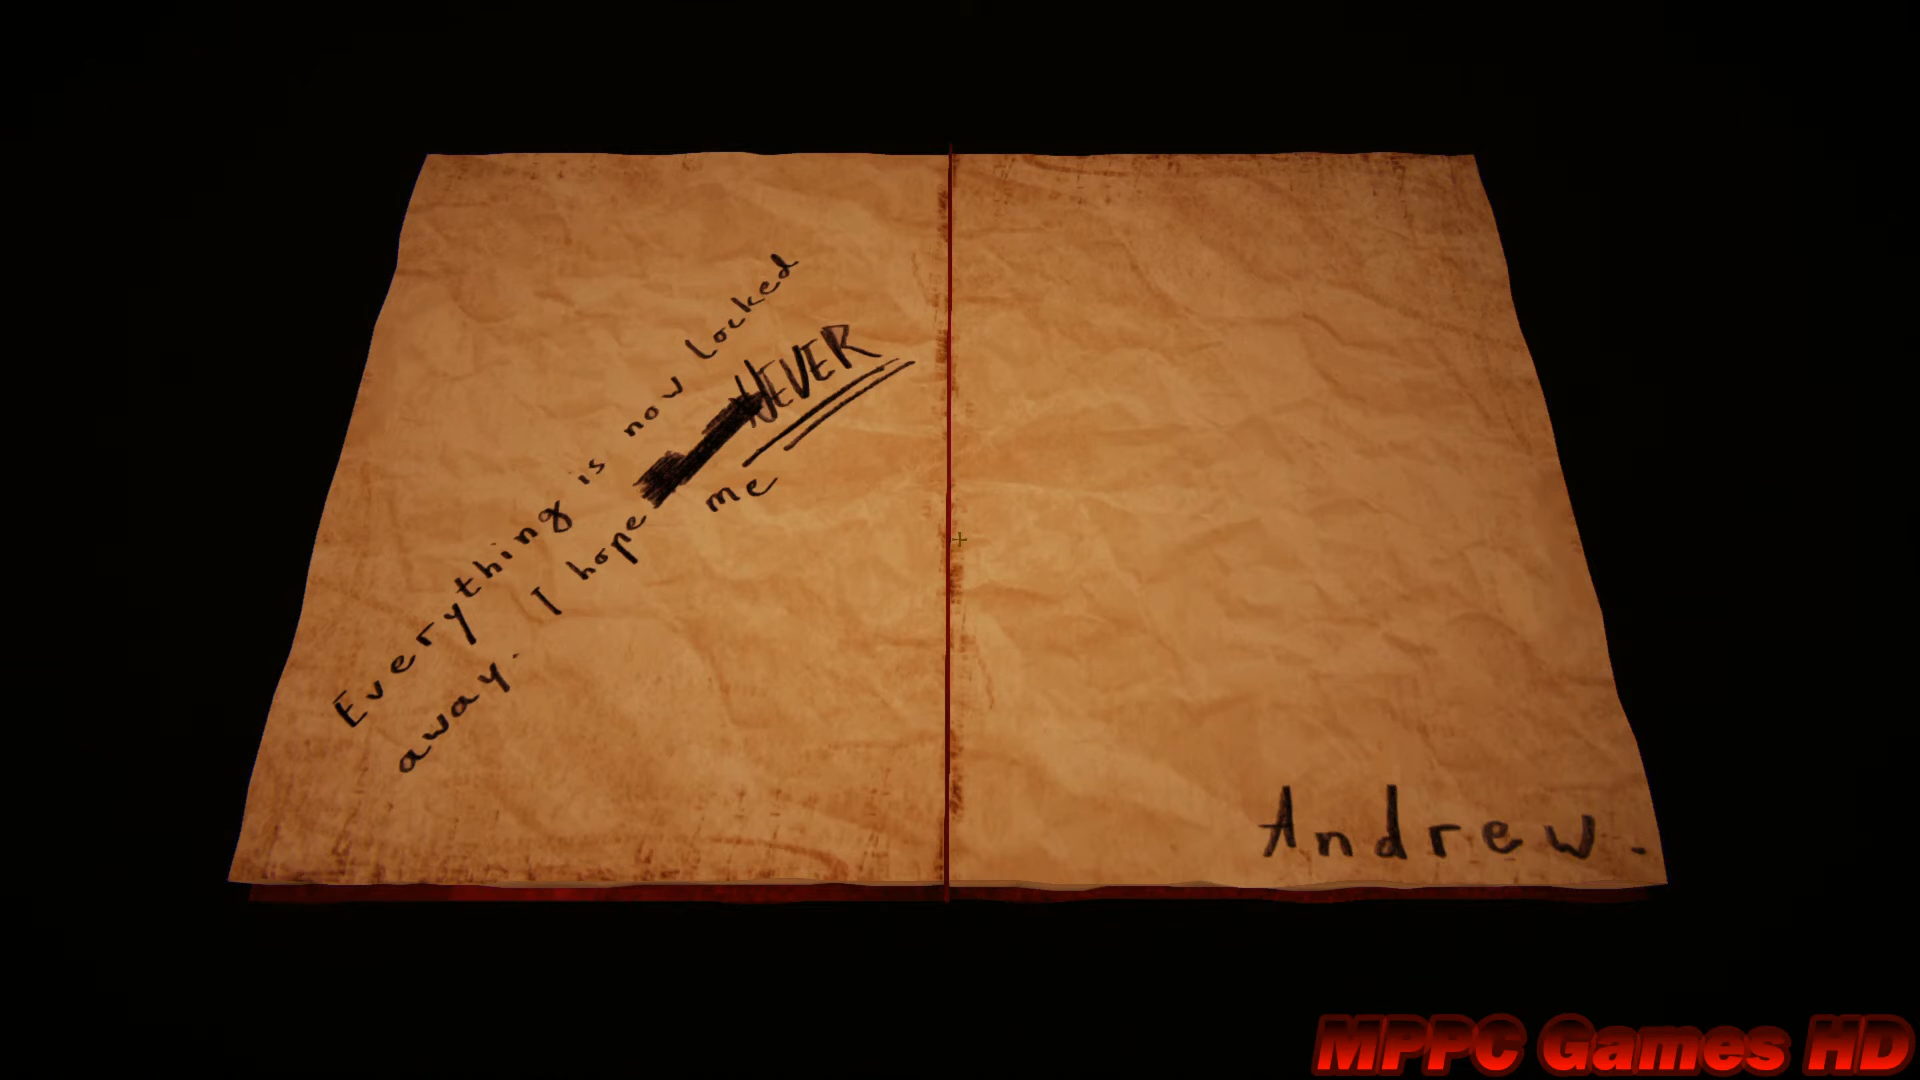 Everything is now Locked
away. I hope NEVER
me
Andrew.
MPPC Games HD